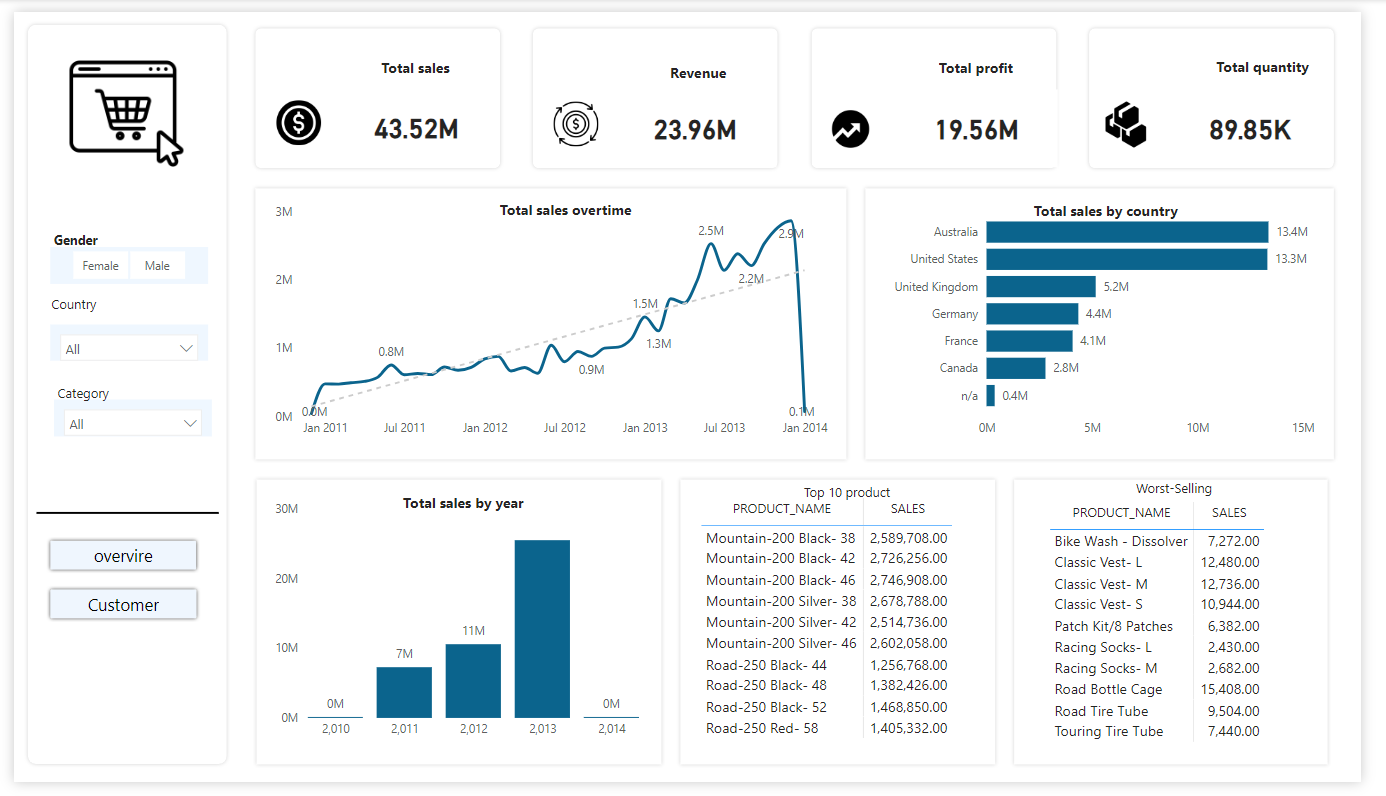 Total sales
43.52M
Revenue
23.96M
Total profit
19.56M
Total quantity
89.85K
Gender
Female Male
Country
All
Category
All
overvire
Customer
Total sales overtime
3M
2M
1M
0M
0.0M
0.8M
0.9M
1.5M
1.3M
2.5M
2.2M
2.9M
0.1M
Jan 2011 Jul 2011 Jan 2012 Jul 2012 Jan 2013 Jul 2013 Jan 2014
Total sales by country
Australia 13.4M
United States 13.3M
United Kingdom 5.2M
Germany 4.4M
France 4.1M
Canada 2.8M
n/a 0.4M
0M 5M 10M 15M
Total sales by year
30M
20M
10M
0M
0M
7M
11M
0M
2,010 2,011 2,012 2,013 2,014
Top 10 product
PRODUCT_NAME SALES
Mountain-200 Black- 38 2,589,708.00
Mountain-200 Black- 42 2,726,256.00
Mountain-200 Black- 46 2,746,908.00
Mountain-200 Silver- 38 2,678,788.00
Mountain-200 Silver- 42 2,514,736.00
Mountain-200 Silver- 46 2,602,058.00
Road-250 Black- 44 1,256,768.00
Road-250 Black- 48 1,382,426.00
Road-250 Black- 52 1,468,850.00
Road-250 Red- 58 1,405,332.00
Worst-Selling
PRODUCT_NAME SALES
Bike Wash - Dissolver 7,272.00
Classic Vest- L 12,480.00
Classic Vest- M 12,736.00
Classic Vest- S 10,944.00
Patch Kit/8 Patches 6,382.00
Racing Socks- L 2,430.00
Racing Socks- M 2,682.00
Road Bottle Cage 15,408.00
Road Tire Tube 9,504.00
Touring Tire Tube 7,440.00